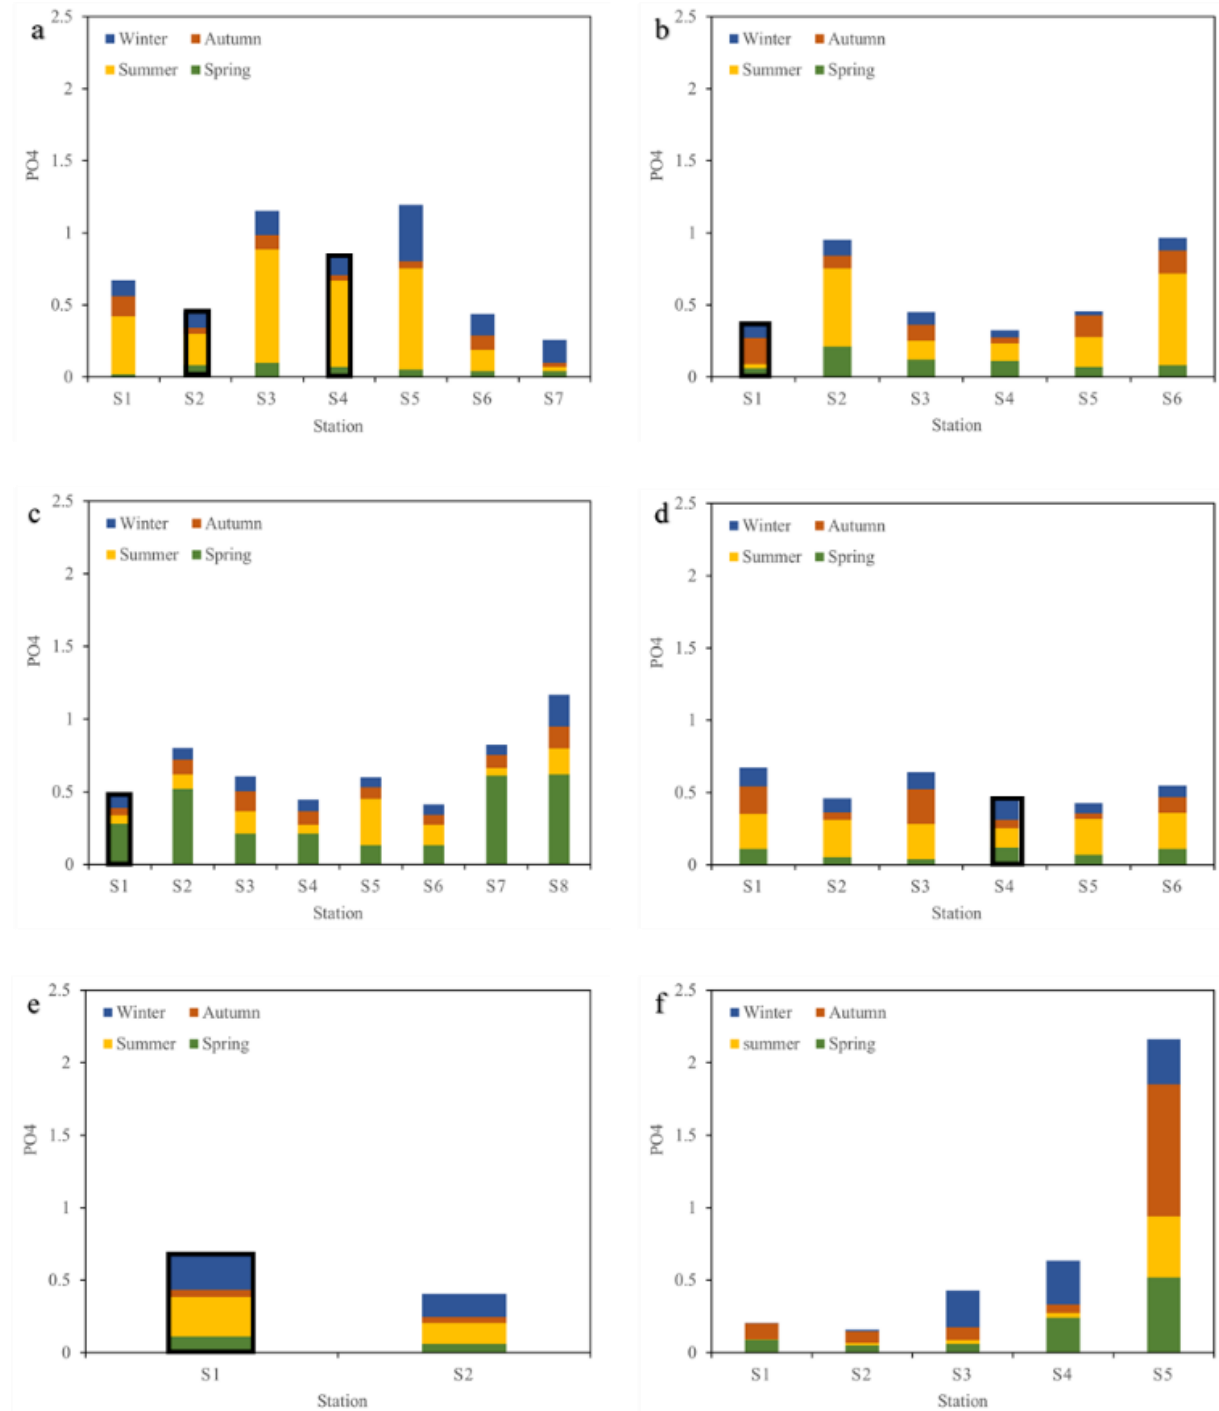 a
Winter Autumn
Summer Spring
2.5
2
1.5
1
0.5
0
PO4
S1 S2 S3 S4 S5 S6 S7
Station
b
Winter Autumn
Summer Spring
2.5
2
1.5
1
0.5
0
PO4
S1 S2 S3 S4 S5 S6
Station
c
Winter Autumn
Summer Spring
2.5
2
1.5
1
0.5
0
PO4
S1 S2 S3 S4 S5 S6 S7 S8
Station
d
Winter Autumn
Summer Spring
2.5
2
1.5
1
0.5
0
PO4
S1 S2 S3 S4 S5 S6
Station
e
Winter Autumn
Summer Spring
2.5
2
1.5
1
0.5
0
PO4
S1 S2
Station
f
Winter Autumn
summer Spring
2.5
2
1.5
1
0.5
0
PO4
S1 S2 S3 S4 S5
Station